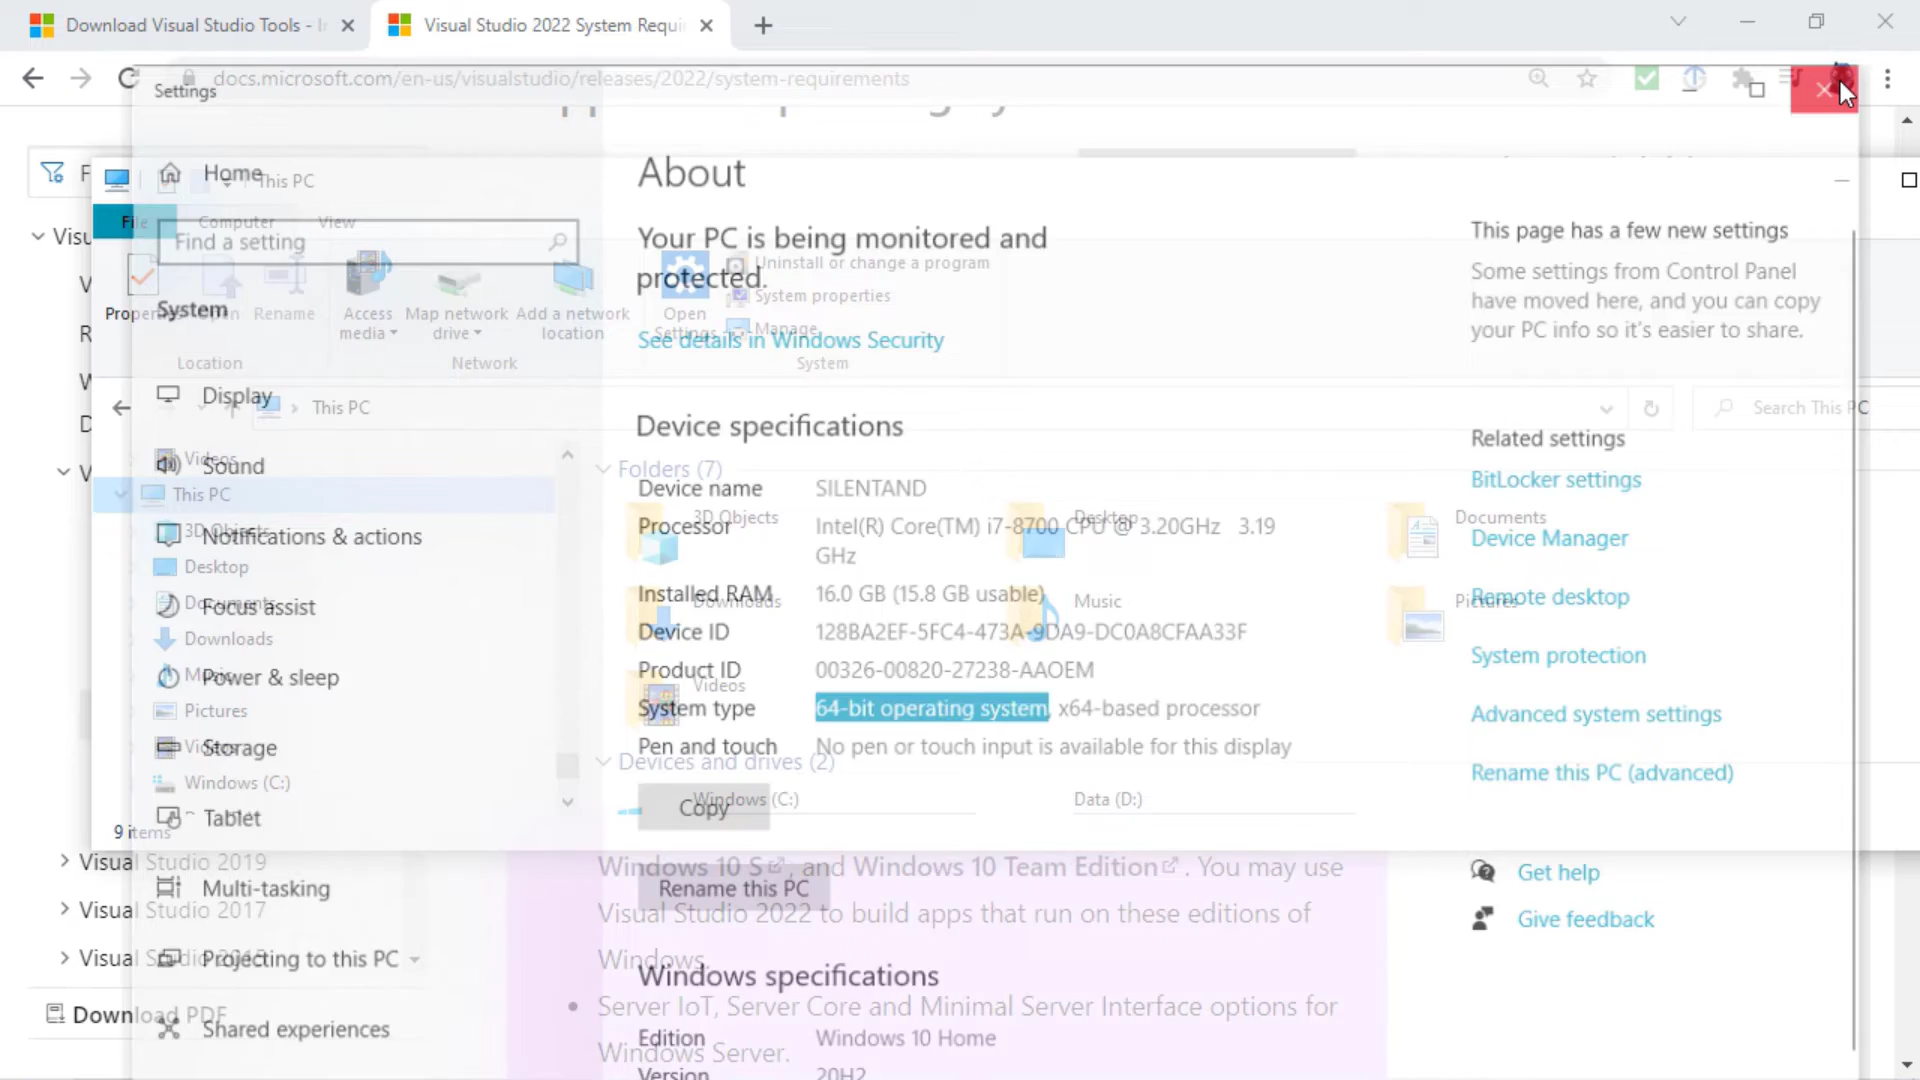 Download Visual Studio Tools - I
Visual Studio 2022 System Requi
docs.microsoft.com/en-us/visualstudio/releases/2022/system-requirements
Settings
Home
This PC
File
Computer
View
Find a setting
System
Open
Rename
Access media
Map network drive
Add a network location
Open Settings
Uninstall or change a program
System properties
Manage
Location
Network
System
This PC
Search This PC
Display
Videos
Sound
This PC
3D Objects
Notifications & actions
Desktop
Documents
Focus assist
Downloads
Power & sleep
Pictures
Storage
Windows (C:)
Tablet
9 items
Visual Studio 2019
Multi-tasking
Visual Studio 2017
Projecting to this PC
Download PDF
Shared experiences
About
Your PC is being monitored and
protected.
See details in Windows Security
Device specifications
Folders (7)
Device name SILENTAND
3D Objects
Desktop
Documents
Processor Intel(R) Core(TM) i7-8700 CPU @ 3.20GHz 3.19
GHz
Installed RAM 16.0 GB (15.8 GB usable)
Downloads
Music
Pictures
Device ID 128BA2EF-5FC4-473A-9DA9-DC0A8CFAA33F
Product ID 00326-00820-27238-AAOEM
Videos
System type 64-bit operating system, x64-based processor
Pen and touch No pen or touch input is available for this display
Devices and drives (2)
Windows (C:)
Data (D:)
Copy
Windows 10 S, and Windows 10 Team Edition. You may use
Rename this PC
Visual Studio 2022 to build apps that run on these editions of
Windows.
Windows specifications
• Server IoT, Server Core and Minimal Server Interface options for
Edition Windows 10 Home
Windows Server.
Version 20H2
This page has a few new settings
Some settings from Control Panel
have moved here, and you can copy
your PC info so it's easier to share.
Related settings
BitLocker settings
Device Manager
Remote desktop
System protection
Advanced system settings
Rename this PC (advanced)
Get help
Give feedback